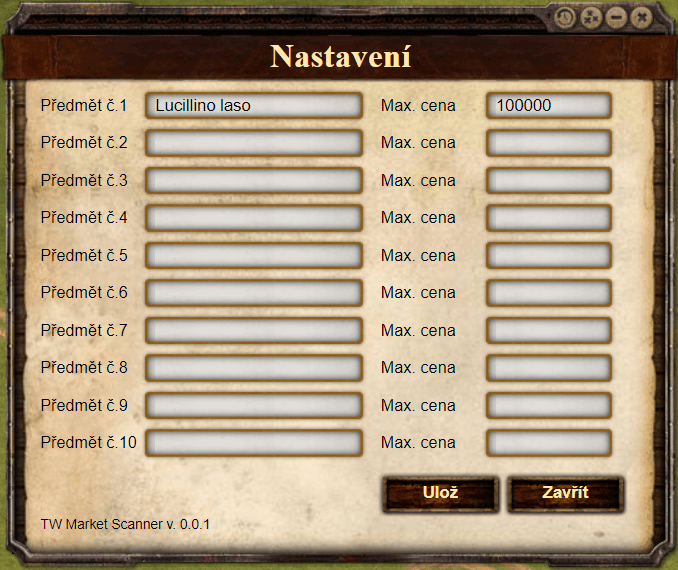 Nastavení
Předmět č.1 Lucillino laso Max. cena 100000
Předmět č.2 Max. cena
Předmět č.3 Max. cena
Předmět č.4 Max. cena
Předmět č.5 Max. cena
Předmět č.6 Max. cena
Předmět č.7 Max. cena
Předmět č.8 Max. cena
Předmět č.9 Max. cena
Předmět č.10 Max. cena
Ulož Zavřít
TW Market Scanner v. 0.0.1